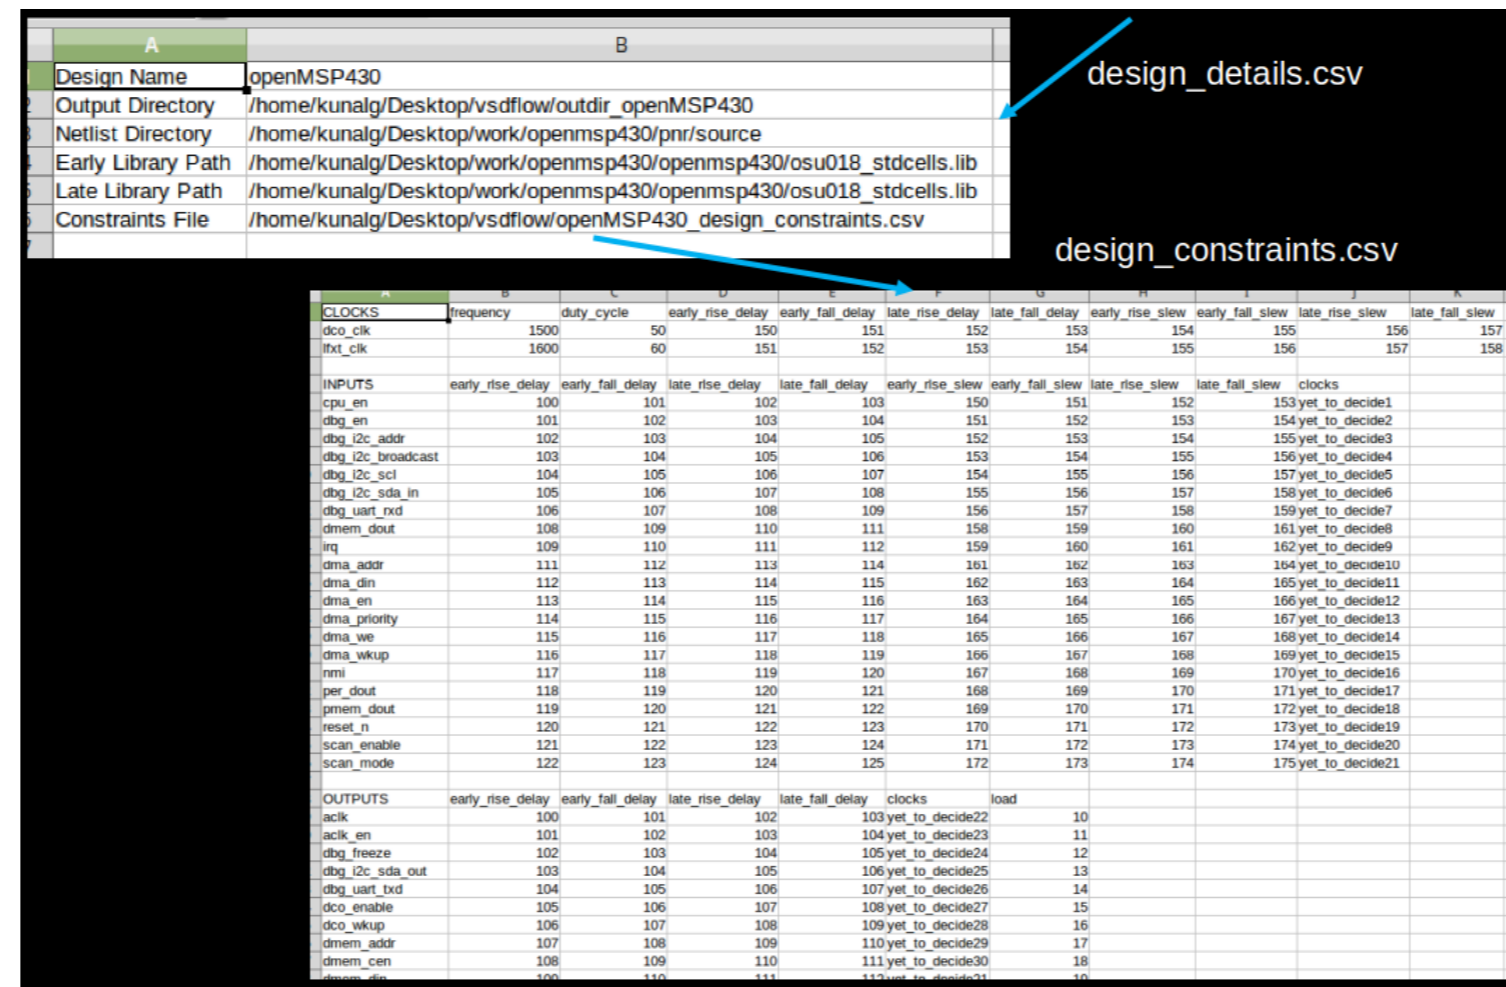 A B
design_details.csv
Design Name openMSP430
Output Directory /home/kunalg/Desktop/vsdflow/outdir_openMSP430
Netlist Directory /home/kunalg/Desktop/work/openmsp430/pnr/source
Early Library Path /home/kunalg/Desktop/work/openmsp430/openmsp430/osu018_stdcells.lib
Late Library Path /home/kunalg/Desktop/work/openmsp430/openmsp430/osu018_stdcells.lib
Constraints File /home/kunalg/Desktop/vsdflow/openMSP430_design_constraints.csv
design_constraints.csv
CLOCKS frequency duty_cycle early_rise_delay early_fall_delay late_rise_delay late_fall_delay early_rise_slew early_fall_slew late_rise_slew late_fall_slew
dco_clk 1500 50 150 151 152 153 154 155 156 157
lfxt_clk 1600 60 151 152 153 154 155 156 157 158
INPUTS early_rise_delay early_fall_delay late_rise_delay late_fall_delay early_rise_slew early_fall_slew late_rise_slew late_fall_slew clocks
cpu_en 100 101 102 103 150 151 152 153 yet_to_decide1
dbg_en 101 102 103 104 151 152 153 154 yet_to_decide2
dbg_i2c_addr 102 103 104 105 152 153 154 155 yet_to_decide3
dbg_i2c_broadcast 103 104 105 106 153 154 155 156 yet_to_decide4
dbg_i2c_scl 104 105 106 107 154 155 156 157 yet_to_decide5
dbg_i2c_sda_in 105 106 107 108 155 156 157 158 yet_to_decide6
dbg_uart_rxd 106 107 108 109 156 157 158 159 yet_to_decide7
dmem_dout 108 109 110 111 158 159 160 161 yet_to_decide8
irq 109 110 111 112 159 160 161 162 yet_to_decide9
dma_addr 111 112 113 114 161 162 163 164 yet_to_decide10
dma_din 112 113 114 115 162 163 164 165 yet_to_decide11
dma_en 113 114 115 116 163 164 165 166 yet_to_decide12
dma_priority 114 115 116 117 164 165 166 167 yet_to_decide13
dma_we 115 116 117 118 165 166 167 168 yet_to_decide14
dma_wkup 116 117 118 119 166 167 168 169 yet_to_decide15
nmi 117 118 119 120 167 168 169 170 yet_to_decide16
per_dout 118 119 120 121 168 169 170 171 yet_to_decide17
pmem_dout 119 120 121 122 169 170 171 172 yet_to_decide18
reset_n 120 121 122 123 170 171 172 173 yet_to_decide19
scan_enable 121 122 123 124 171 172 173 174 yet_to_decide20
scan_mode 122 123 124 125 172 173 174 175 yet_to_decide21
OUTPUTS early_rise_delay early_fall_delay late_rise_delay late_fall_delay clocks load
aclk 100 101 102 103 yet_to_decide22 10
aclk_en 101 102 103 104 yet_to_decide23 11
dbg_freeze 102 103 104 105 yet_to_decide24 12
dbg_i2c_sda_out 103 104 105 106 yet_to_decide25 13
dbg_uart_txd 104 105 106 107 yet_to_decide26 14
dco_enable 105 106 107 108 yet_to_decide27 15
dco_wkup 106 107 108 109 yet_to_decide28 16
dmem_addr 107 108 109 110 yet_to_decide29 17
dmem_cen 108 109 110 111 yet_to_decide30 18